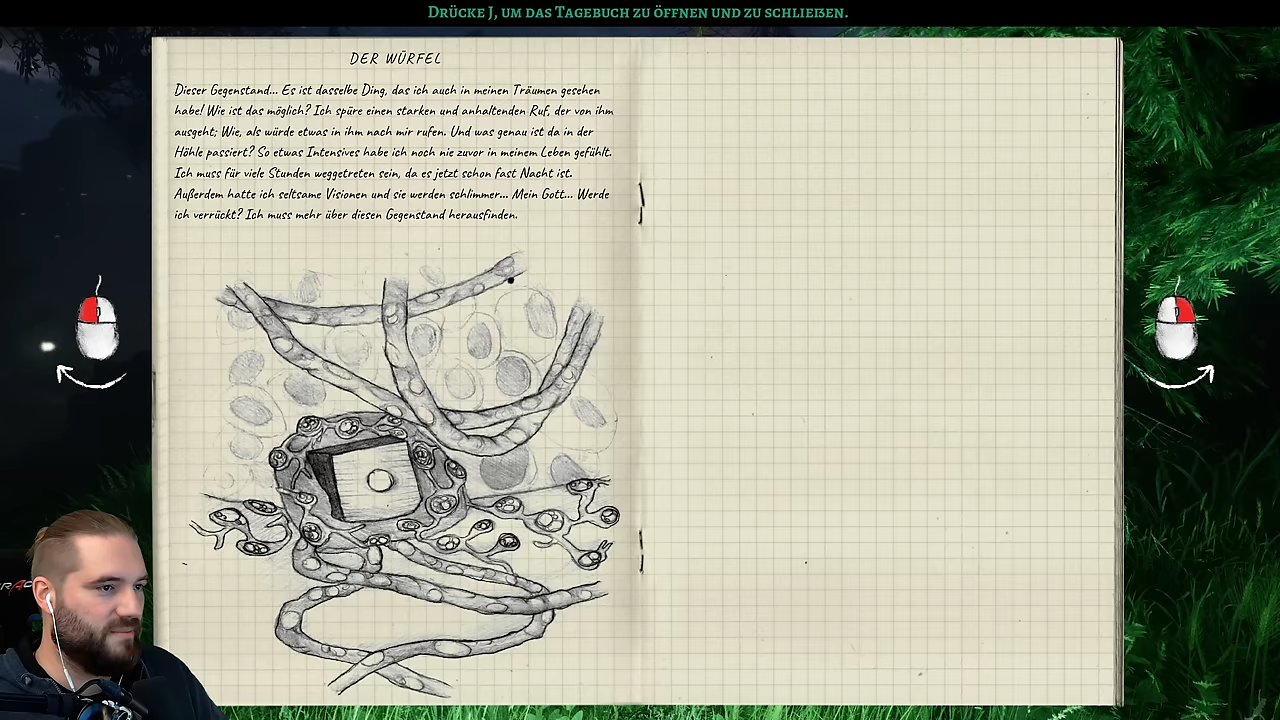 Drücke J, um das Tagebuch zu öffnen und zu schließen.
DER WÜRFEL
Dieser Gegenstand... Es ist dasselbe Ding, das ich auch in meinen Träumen gesehen
habe! Wie ist das möglich? Ich spüre einen starken und anhaltenden Ruf, der von ihm
ausgeht; Wie, als würde etwas in ihm nach mir rufen. Und was genau ist da in der
Höhle passiert? So etwas Intensives habe ich noch nie zuvor in meinem Leben gefühlt.
Ich muss für viele Stunden weggetreten sein, da es jetzt schon fast Nacht ist.
Außerdem hatte ich seltsame Visionen und sie werden schlimmer... Mein Gott... Werde
ich verrückt? Ich muss mehr über diesen Gegenstand herausfinden.